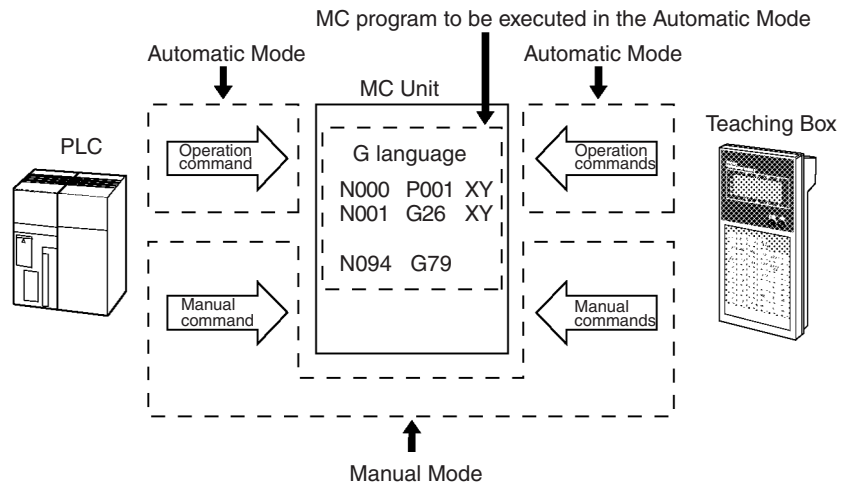 MC program to be executed in the Automatic Mode
Automatic Mode
Automatic Mode
MC Unit
PLC
Teaching Box
Operation
command
G language
Operation
commands
N000 P001 XY
N001 G26 XY
N094 G79
Manual
command
Manual
commands
Manual Mode